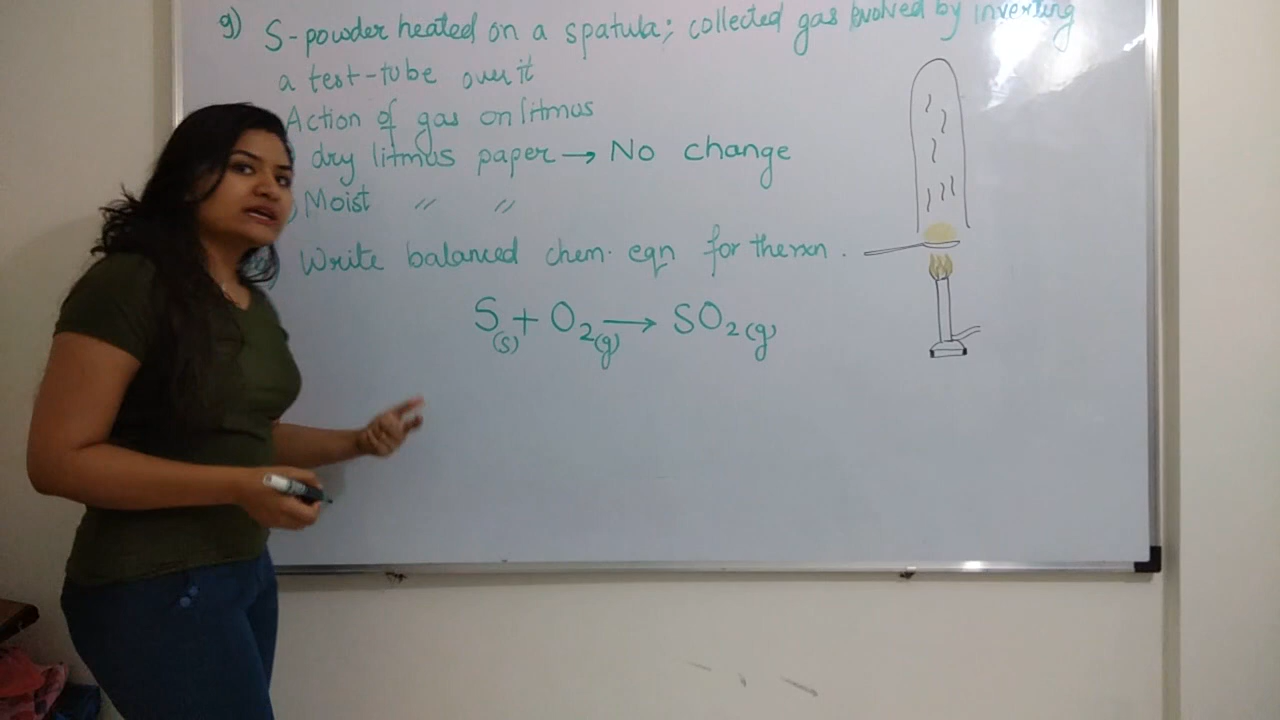 9) S-powder heated on a spatula; collected gas evolved by inverting
a test-tube over it
Action of gas on litmus
dry litmus paper → No change
) Moist 〃 〃
Write balanced chem. eqn for the rxn.
S(s) + O2(g) → SO2(g)